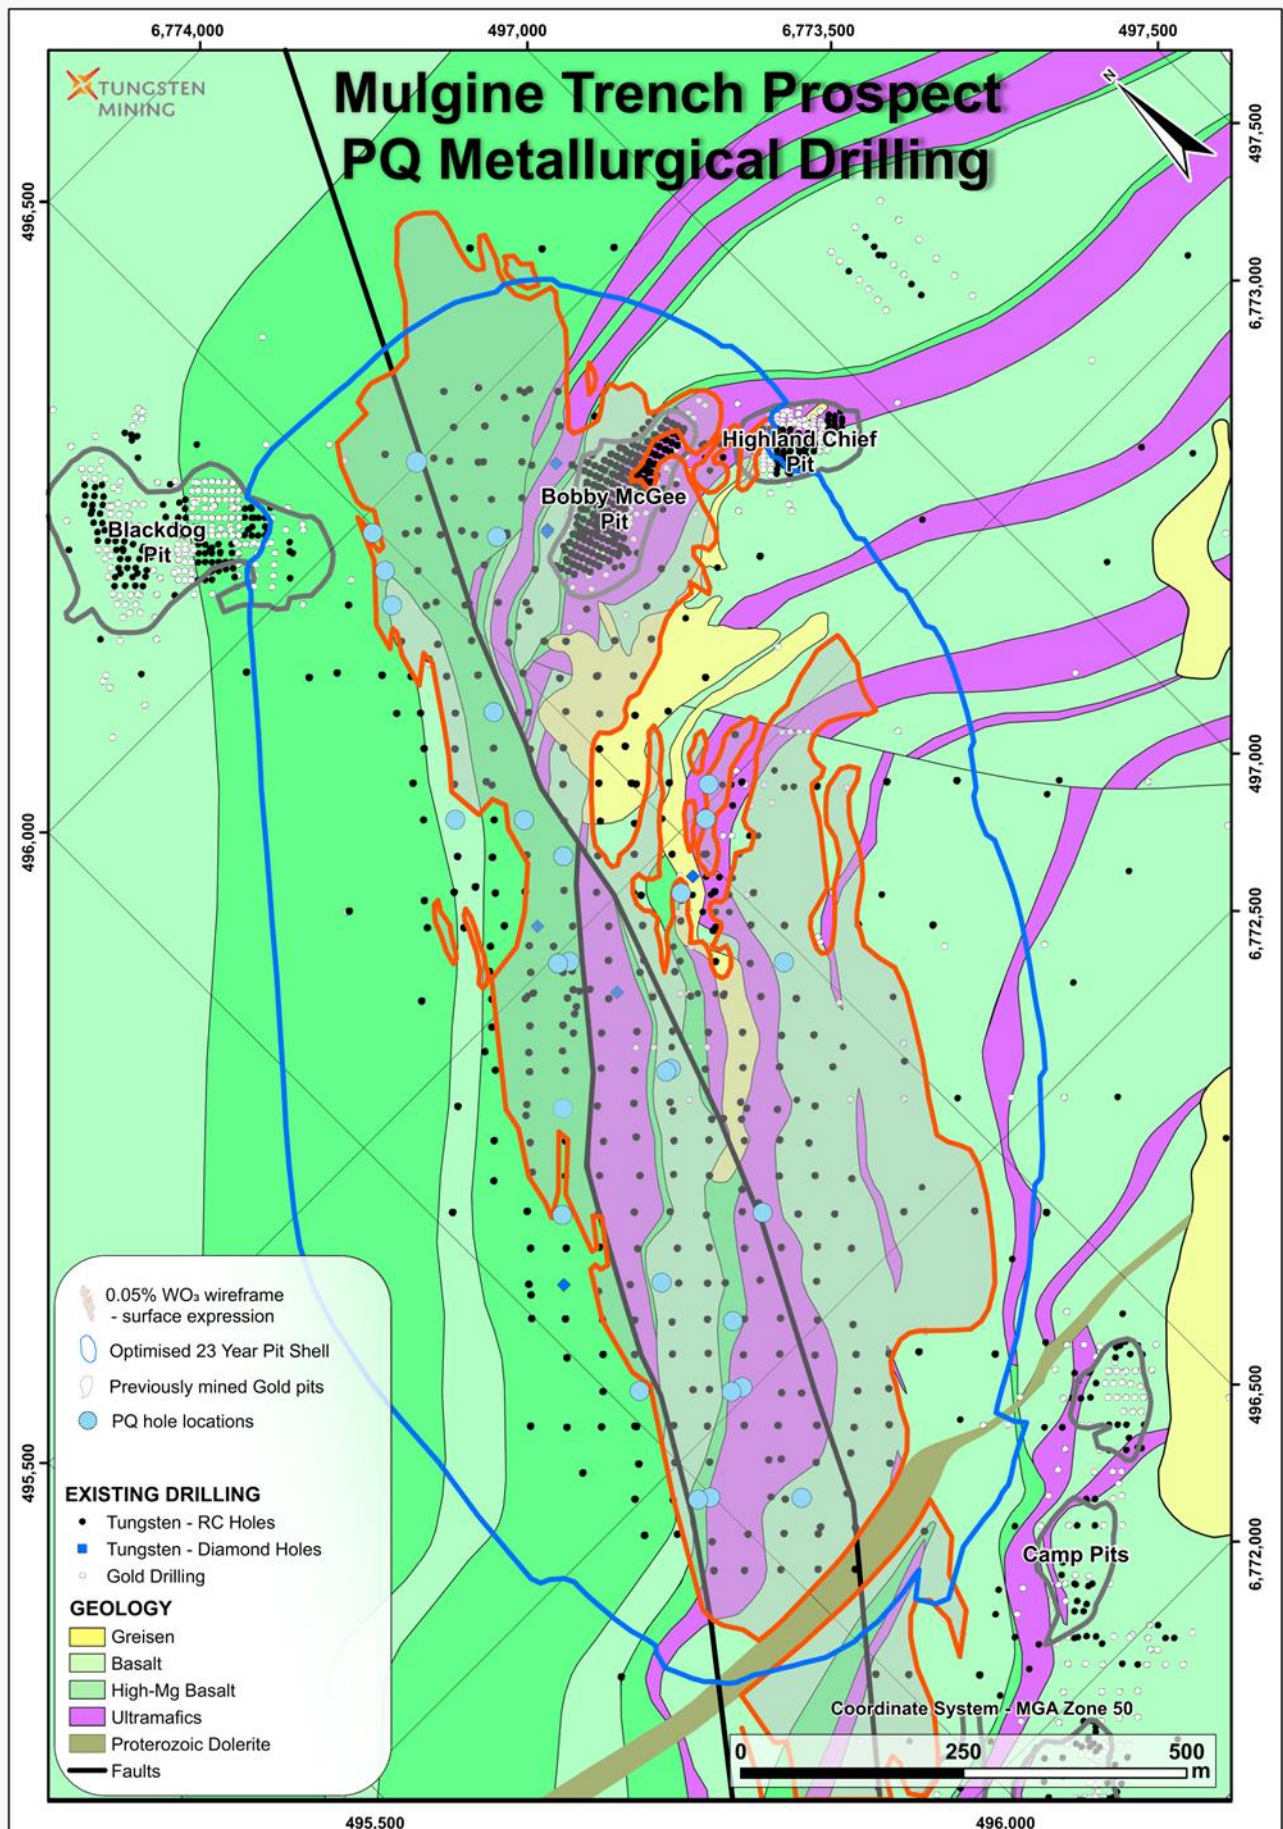 6,774,000
497,000
6,773,500
497,500
TUNGSTEN
MINING
Mulgine Trench Prospect
PQ Metallurgical Drilling
N
497,500
496,500
6,773,000
Highland Chief
Pit
Bobby McGee
Pit
Blackdog
Pit
497,000
496,000
6,772,500
496,500
495,500
6,772,000
Camp Pits
0.05% WO₃ wireframe
- surface expression
Optimised 23 Year Pit Shell
Previously mined Gold pits
PQ hole locations
EXISTING DRILLING
Tungsten - RC Holes
Tungsten - Diamond Holes
Gold Drilling
GEOLOGY
Greisen
Basalt
High-Mg Basalt
Ultramafics
Proterozoic Dolerite
Faults
Coordinate System - MGA Zone 50
0 250 500
m
495,500
496,000